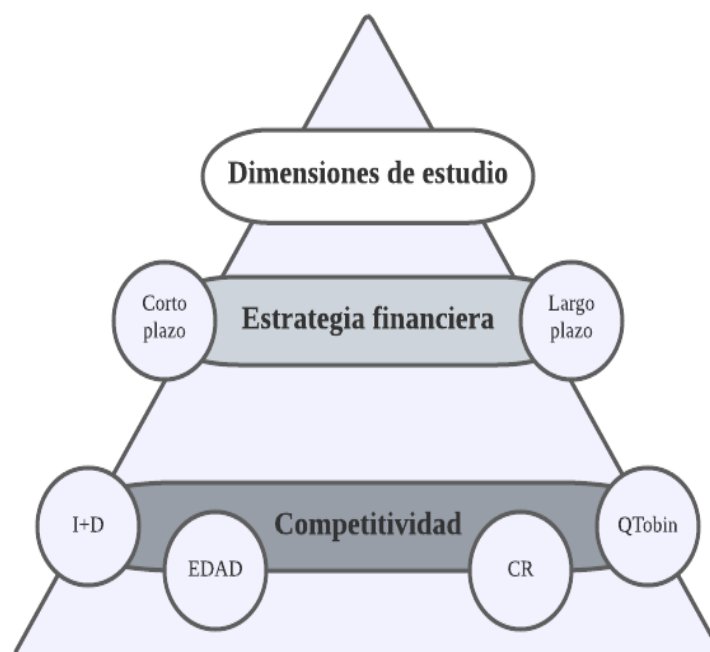 Dimensiones de estudio
Corto
plazo
Estrategia financiera
Largo
plazo
I+D
EDAD
Competitividad
CR
QTobin